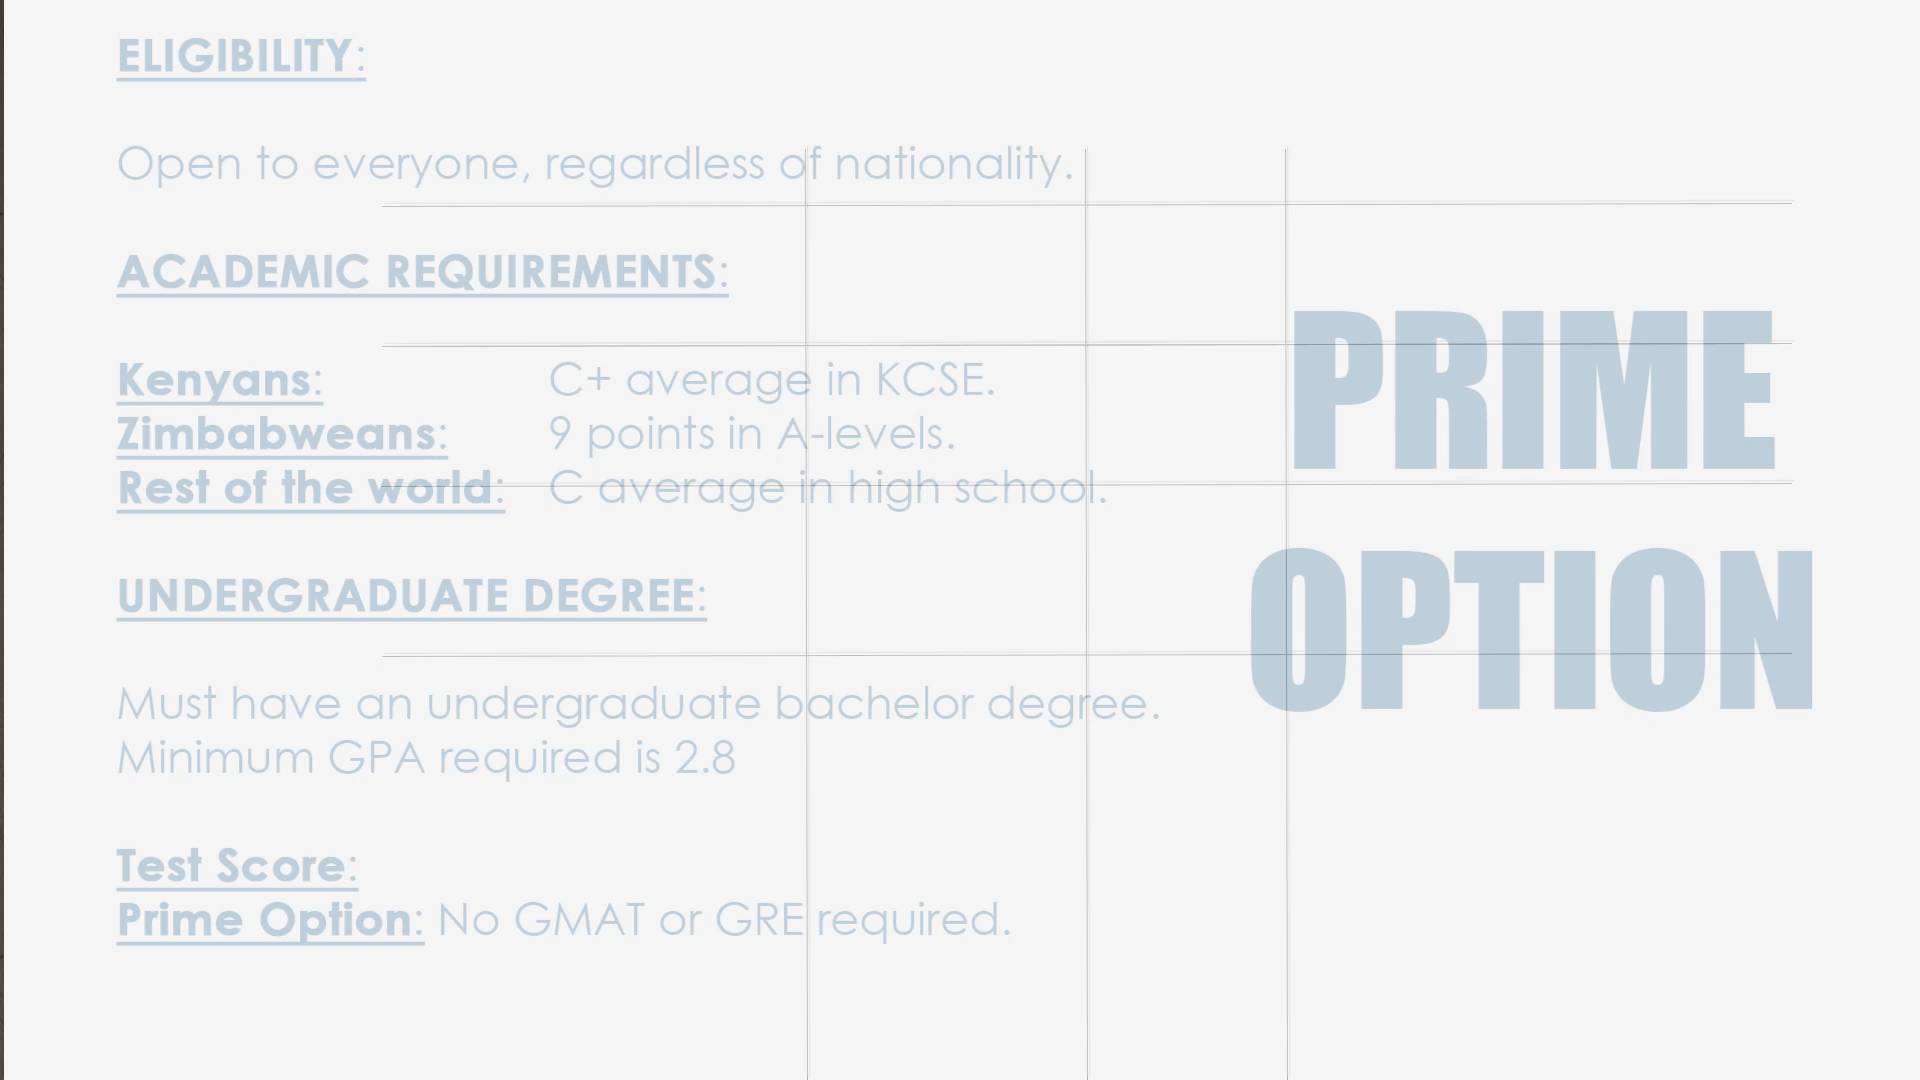 ELIGIBILITY:
Open to everyone, regardless of nationality.
ACADEMIC REQUIREMENTS:
Kenyans: C+ average in KCSE.
Zimbabweans: 9 points in A-levels.
Rest of the world: C average in high school.
UNDERGRADUATE DEGREE:
Must have an undergraduate bachelor degree.
Minimum GPA required is 2.8
Test Score:
Prime Option: No GMAT or GRE required.
PRIME
OPTION